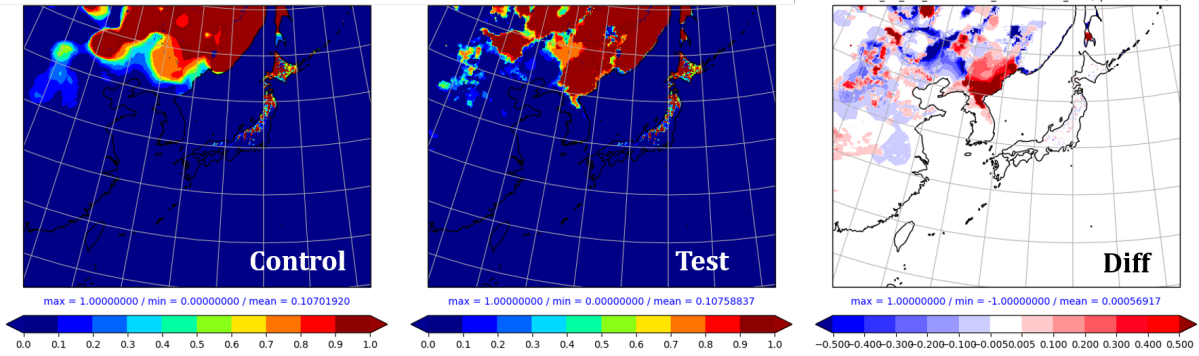 Control
Test
Diff
max = 1.00000000 / min = 0.00000000 / mean = 0.10701920
max = 1.00000000 / min = 0.00000000 / mean = 0.10758837
max = 1.00000000 / min = -1.00000000 / mean = 0.00056917
0.0 0.1 0.2 0.3 0.4 0.5 0.6 0.7 0.8 0.9 1.0
0.0 0.1 0.2 0.3 0.4 0.5 0.6 0.7 0.8 0.9 1.0
−0.500−0.400−0.300−0.200−0.100−0.005 0.005 0.100 0.200 0.300 0.400 0.500